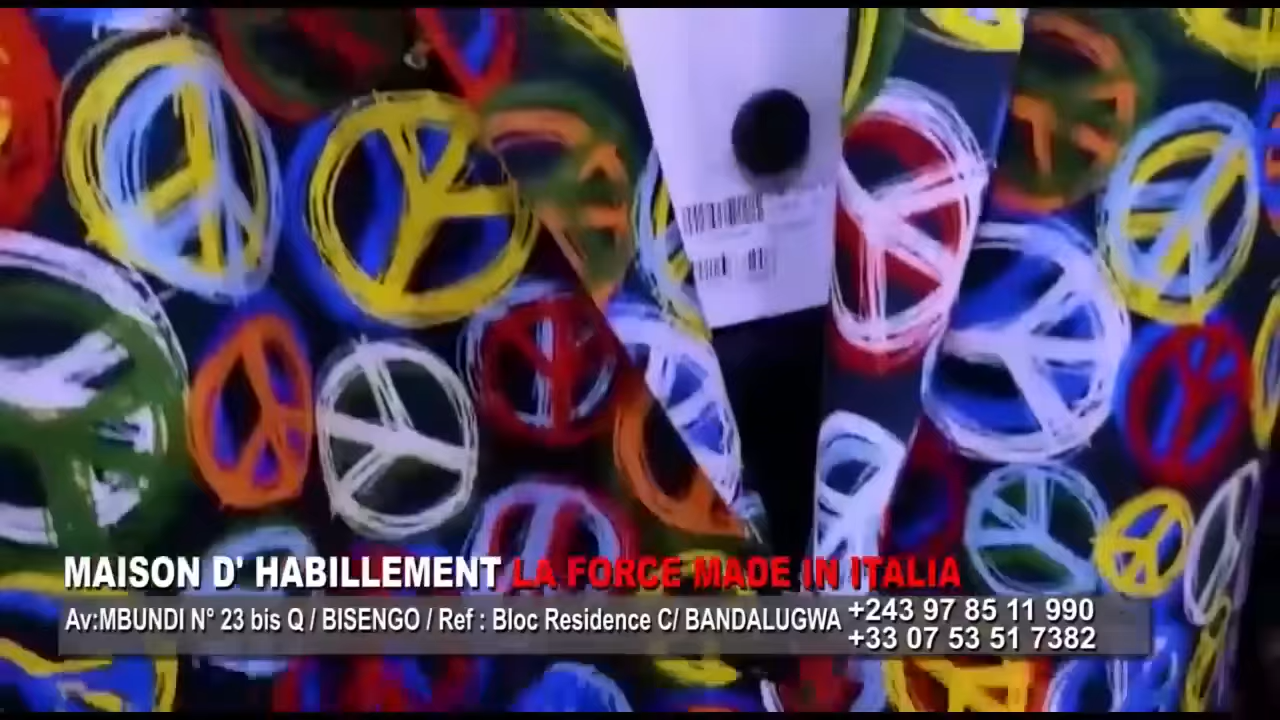 MAISON D' HABILLEMENT LA FORCE MADE IN ITALIA
Av:MBUNDI N° 23 bis Q / BISENGO / Ref : Bloc Residence C/ BANDALUGWA
+243 97 85 11 990
+33 07 53 51 7382